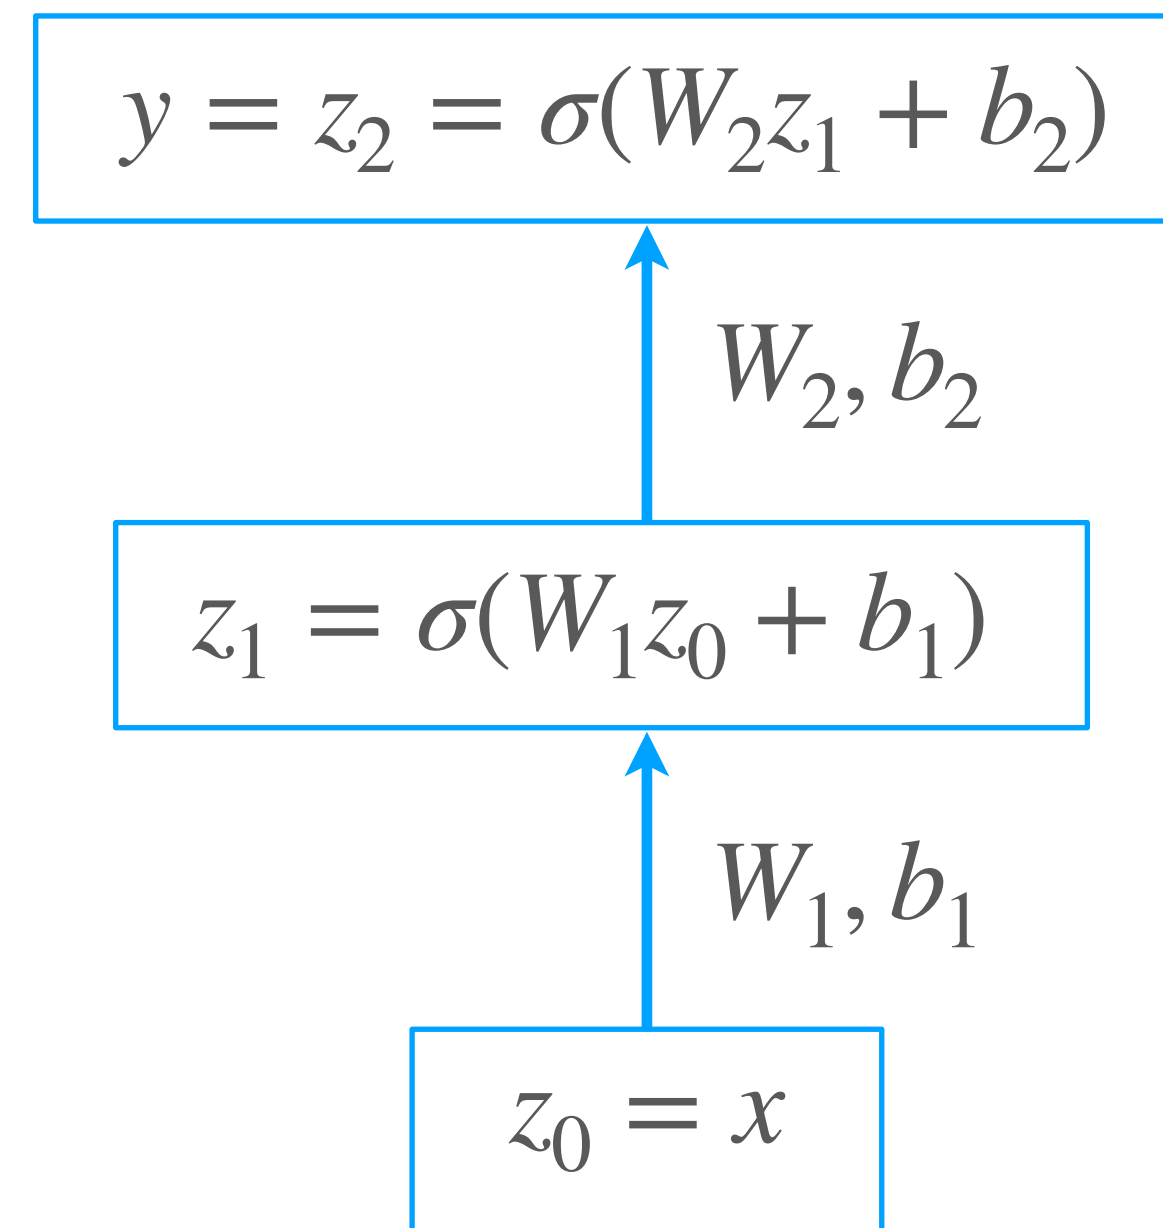 y = z₂ = σ(W₂z₁ + b₂)
W₂, b₂
z₁ = σ(W₁z₀ + b₁)
W₁, b₁
z₀ = x